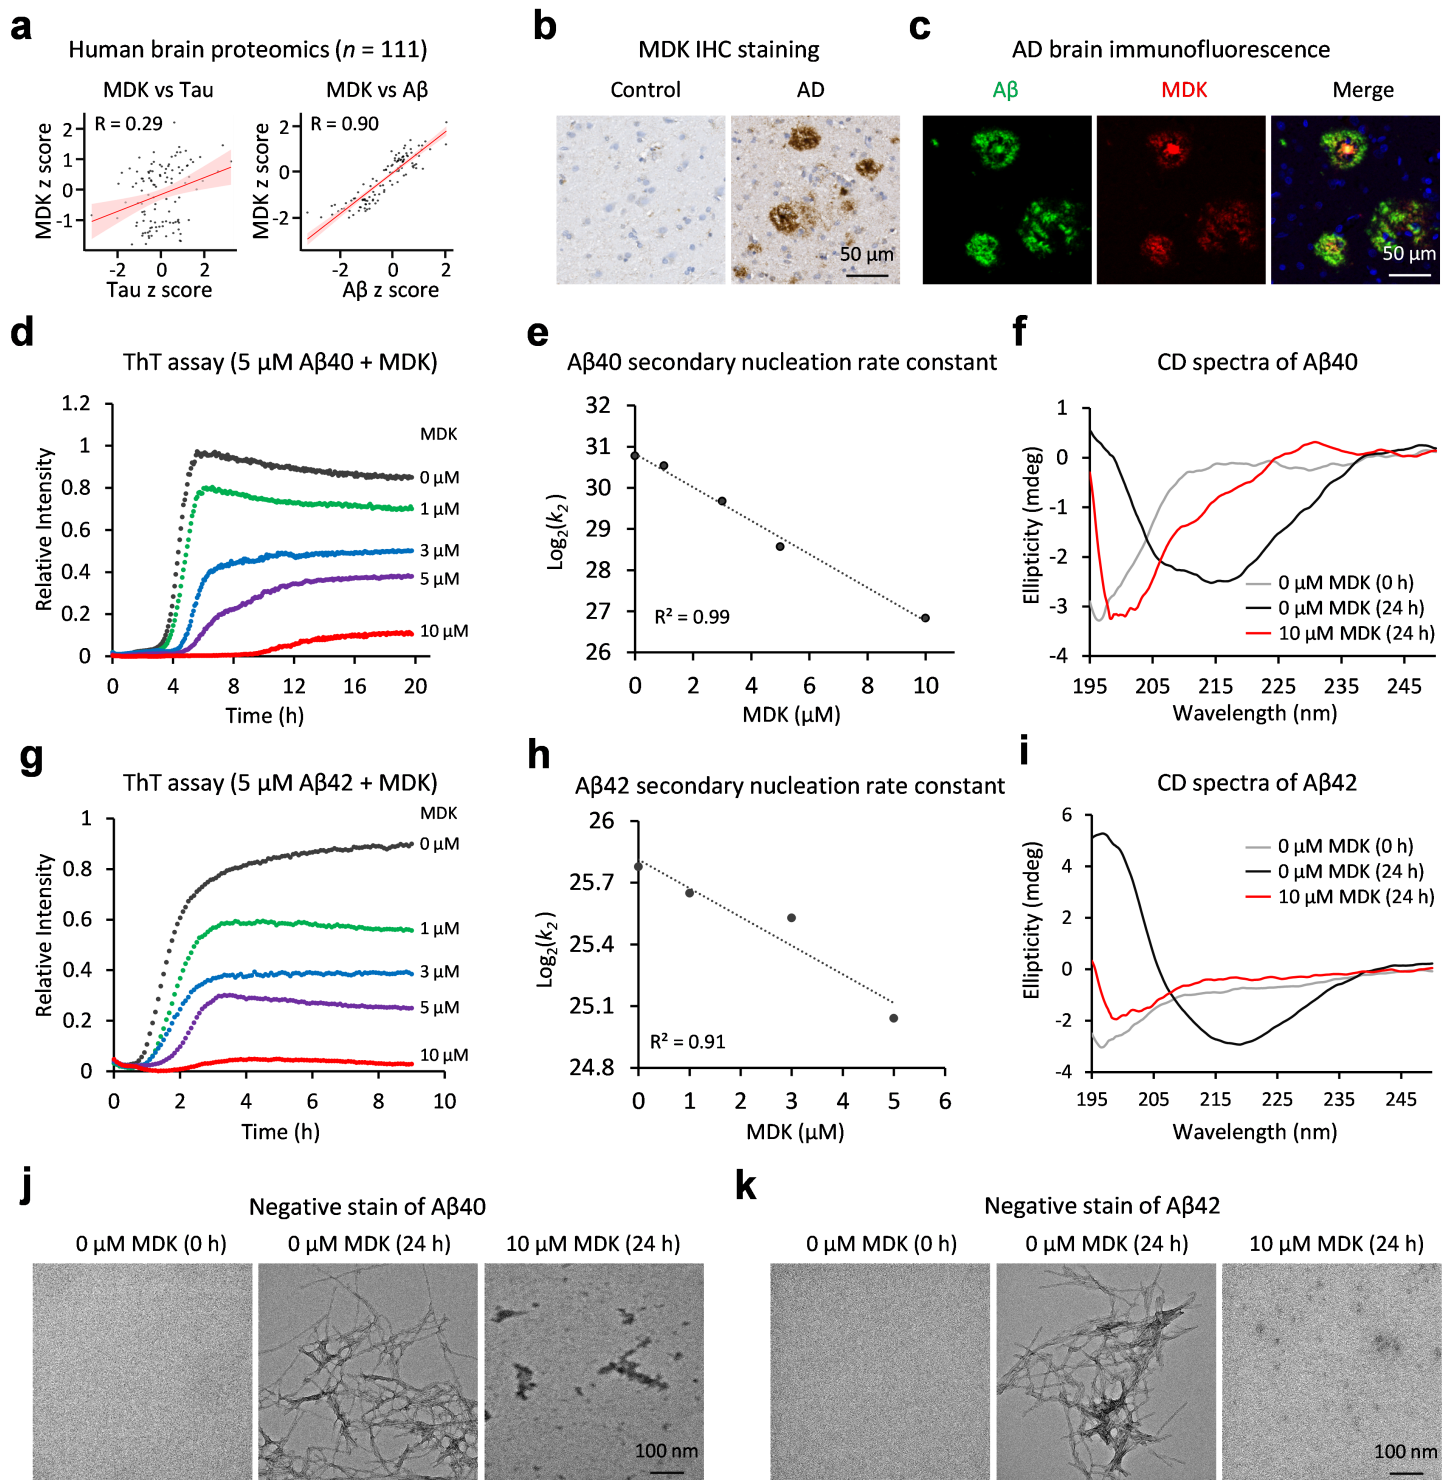 a
Human brain proteomics (n = 111)
MDK vs Tau
R = 0.29
MDK z score
2
1
0
-1
-2
0
2
Tau z score
MDK vs Aβ
R = 0.90
MDK z score
2
0
-2
-2
0
2
Aβ z score
b
MDK IHC staining
Control
AD
50 µm
c
AD brain immunofluorescence
Aβ
MDK
Merge
50 µm
d
ThT assay (5 µM Aβ40 + MDK)
Relative Intensity
1.2
1
0.8
0.6
0.4
0.2
0
MDK
0 µM
1 µM
3 µM
5 µM
10 µM
0 4 8 12 16 20
Time (h)
e
Aβ40 secondary nucleation rate constant
Log2(k2)
32
31
30
29
28
27
26
R² = 0.99
0 2 4 6 8 10
MDK (µM)
f
CD spectra of Aβ40
Ellipticity (mdeg)
1
0
-1
-2
-3
-4
0 µM MDK (0 h)
0 µM MDK (24 h)
10 µM MDK (24 h)
195 205 215 225 235 245
Wavelength (nm)
g
ThT assay (5 µM Aβ42 + MDK)
Relative Intensity
1
0.8
0.6
0.4
0.2
0
MDK
0 µM
1 µM
3 µM
5 µM
10 µM
0 2 4 6 8 10
Time (h)
h
Aβ42 secondary nucleation rate constant
Log2(k2)
26
25.7
25.4
25.1
24.8
R² = 0.91
0 1 2 3 4 5 6
MDK (µM)
i
CD spectra of Aβ42
Ellipticity (mdeg)
6
4
2
0
-2
-4
0 µM MDK (0 h)
0 µM MDK (24 h)
10 µM MDK (24 h)
195 205 215 225 235 245
Wavelength (nm)
j
Negative stain of Aβ40
0 µM MDK (0 h)
0 µM MDK (24 h)
10 µM MDK (24 h)
100 nm
k
Negative stain of Aβ42
0 µM MDK (0 h)
0 µM MDK (24 h)
10 µM MDK (24 h)
100 nm